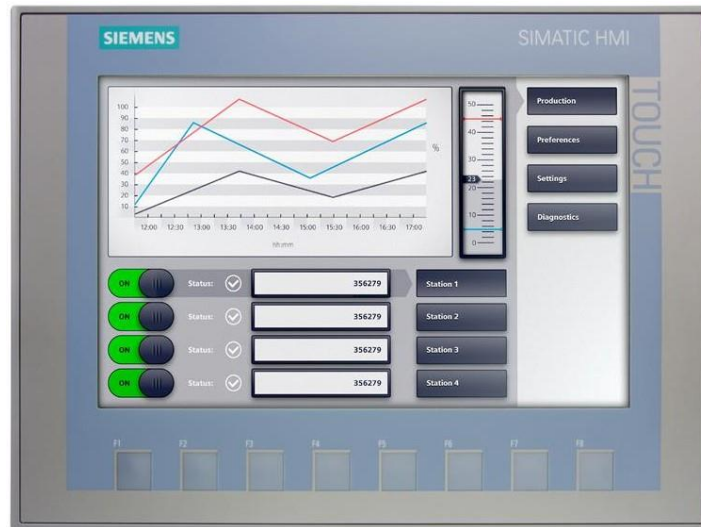 SIEMENS
SIMATIC HMI
TOUCH
100
90
80
70
60
50
40
30
20
10
%
12:00 12:30 13:00 13:30 14:00 14:30 15:00 15:30 16:00 16:30 17:00
hh:mm
50
40
30
23
20
10
0
Production
Preferences
Settings
Diagnostics
ON Status: 356279 Station 1
ON Status: 356279 Station 2
ON Status: 356279 Station 3
ON Status: 356279 Station 4
F1 F2 F3 F4 F5 F6 F7 F8